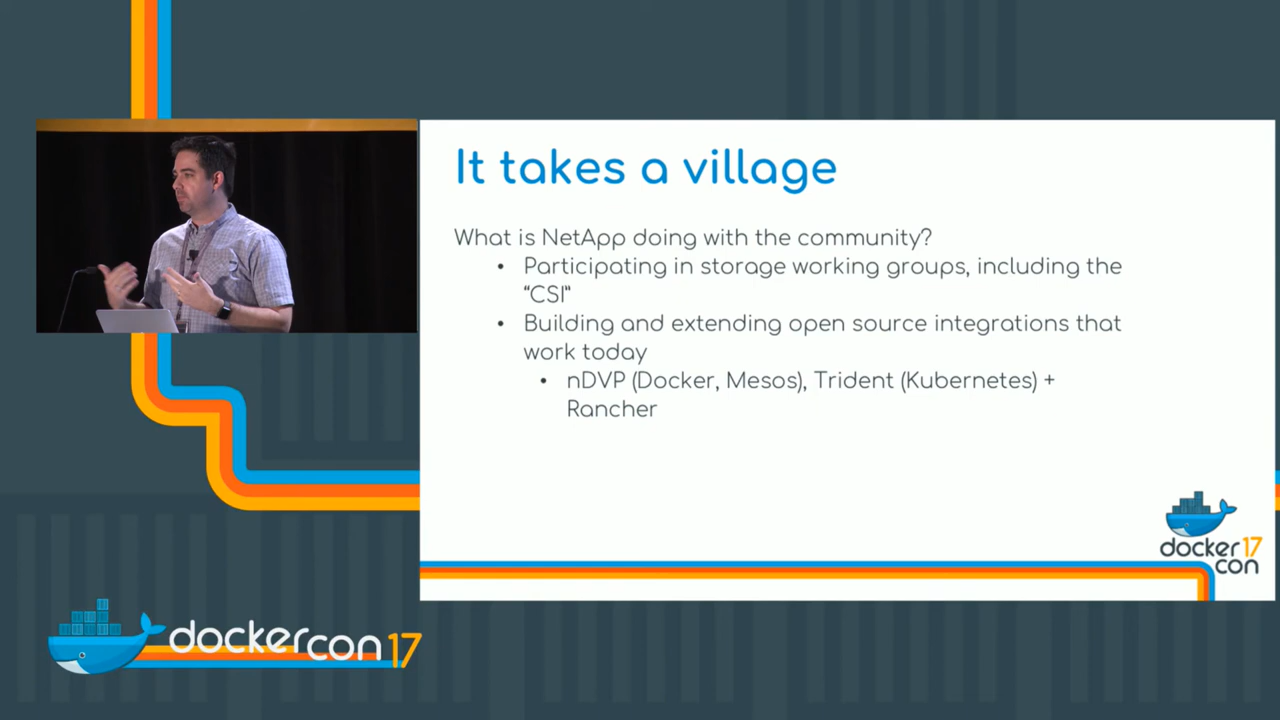 It takes a village
What is NetApp doing with the community?
• Participating in storage working groups, including the
“CSI”
• Building and extending open source integrations that
work today
• nDVP (Docker, Mesos), Trident (Kubernetes) +
Rancher
docker 17
con
dockercon 17